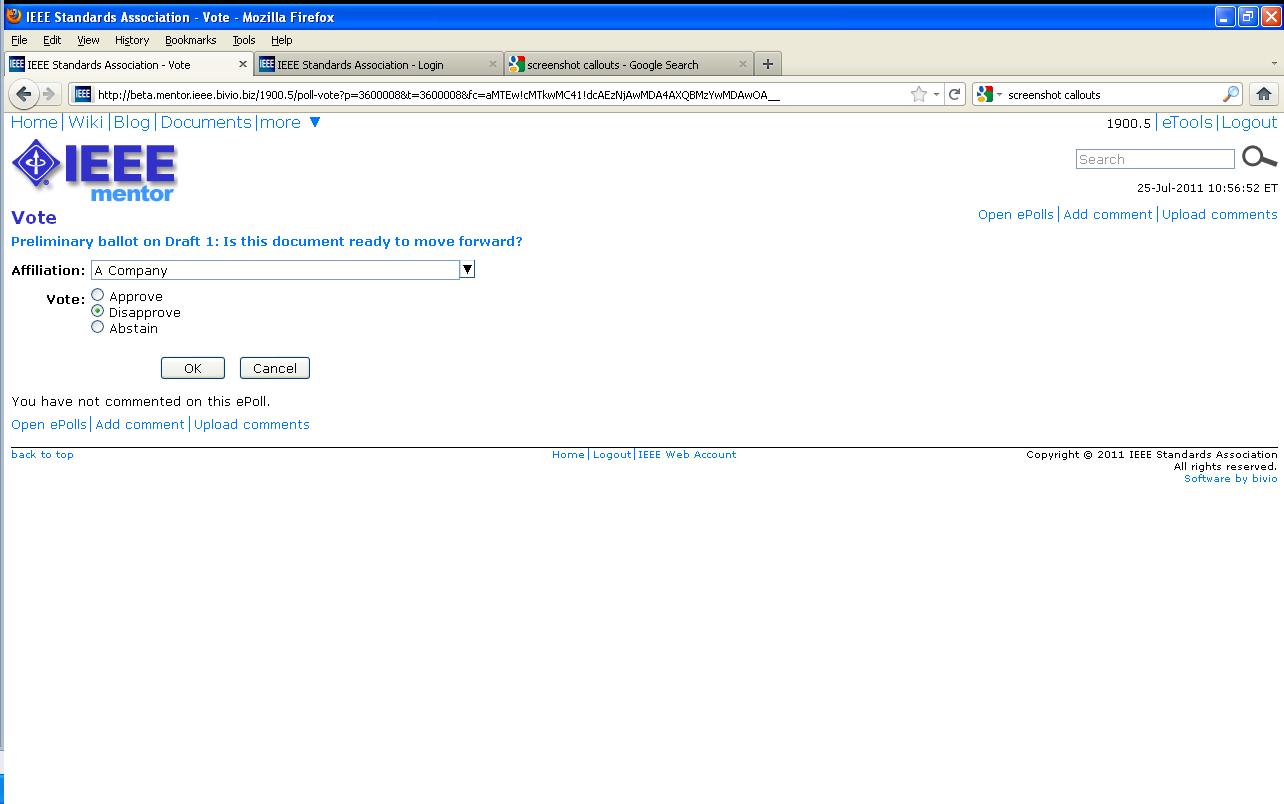 IEEE Standards Association - Vote - Mozilla Firefox
File Edit View History Bookmarks Tools Help
IEEE IEEE Standards Association - Vote IEEE IEEE Standards Association - Login screenshot callouts - Google Search
IEEE http://beta.mentor.ieee.bivio.biz/1900.5/poll-vote?p=3600008&t=3600008&fc=aMTEw!cMTkwMC41!dcAEzNjAwMDA4AXQBMzYwMDAwOA__ screenshot callouts
Home | Wiki | Blog | Documents | more ▼ 1900.5 | eTools | Logout
IEEE
mentor
Search
25-Jul-2011 10:56:52 ET
Vote Open ePolls | Add comment | Upload comments
Preliminary ballot on Draft 1: Is this document ready to move forward?
Affiliation: A Company
Vote: Approve
Disapprove
Abstain
OK Cancel
You have not commented on this ePoll.
Open ePolls | Add comment | Upload comments
back to top Home | Logout | IEEE Web Account Copyright © 2011 IEEE Standards Association
All rights reserved.
Software by bivio